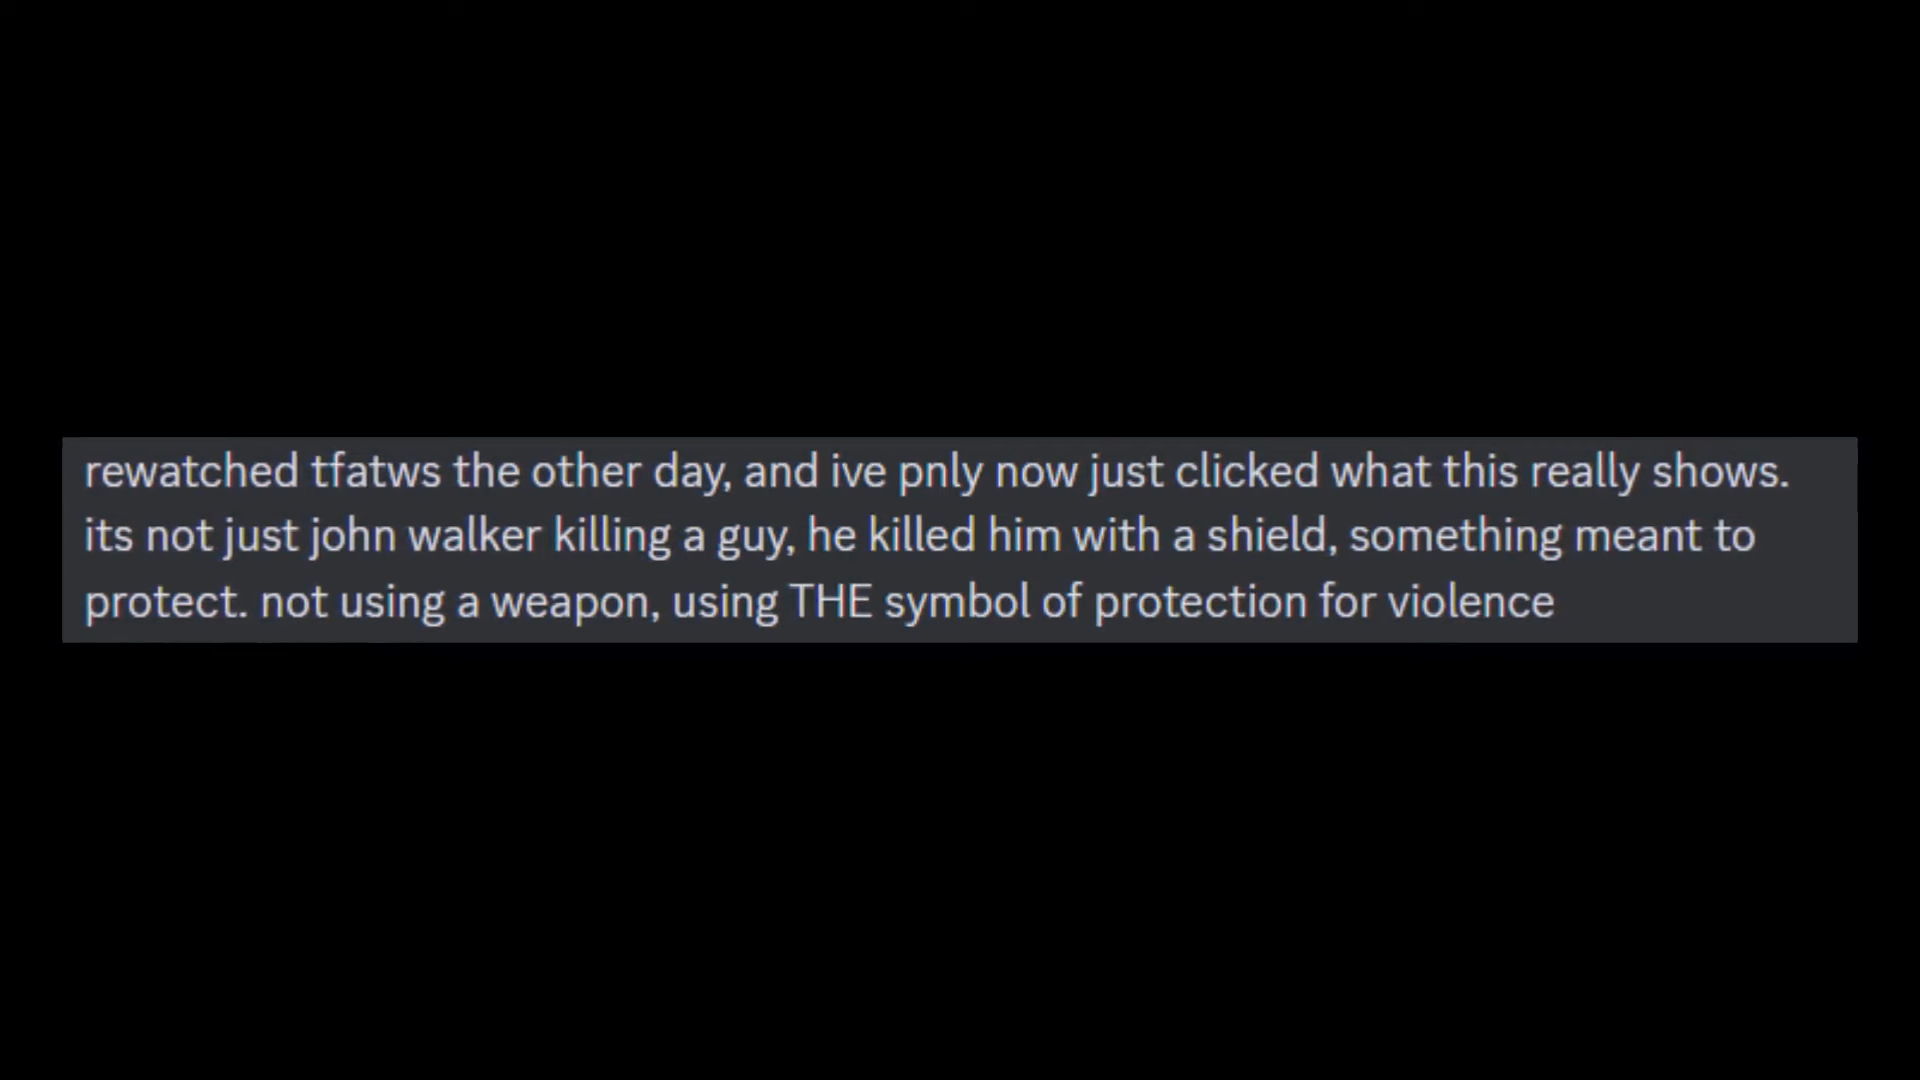 rewatched tfatws the other day, and ive pnly now just clicked what this really shows.
its not just john walker killing a guy, he killed him with a shield, something meant to
protect. not using a weapon, using THE symbol of protection for violence